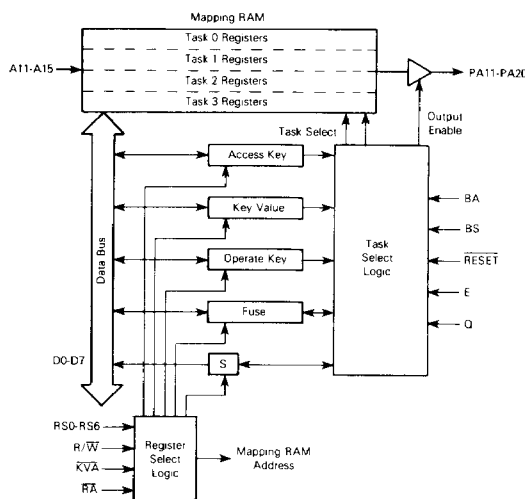 Mapping RAM
Task 0 Registers
Task 1 Registers
Task 2 Registers
Task 3 Registers
A11-A15
PA11-PA20
Output
Enable
Task Select
Access Key
Key Value
Operate Key
Fuse
S
Data Bus
D0-D7
Task
Select
Logic
BA
BS
RESET
E
Q
RS0-RS6
R/W
KVA
RA
Register
Select
Logic
Mapping RAM
Address